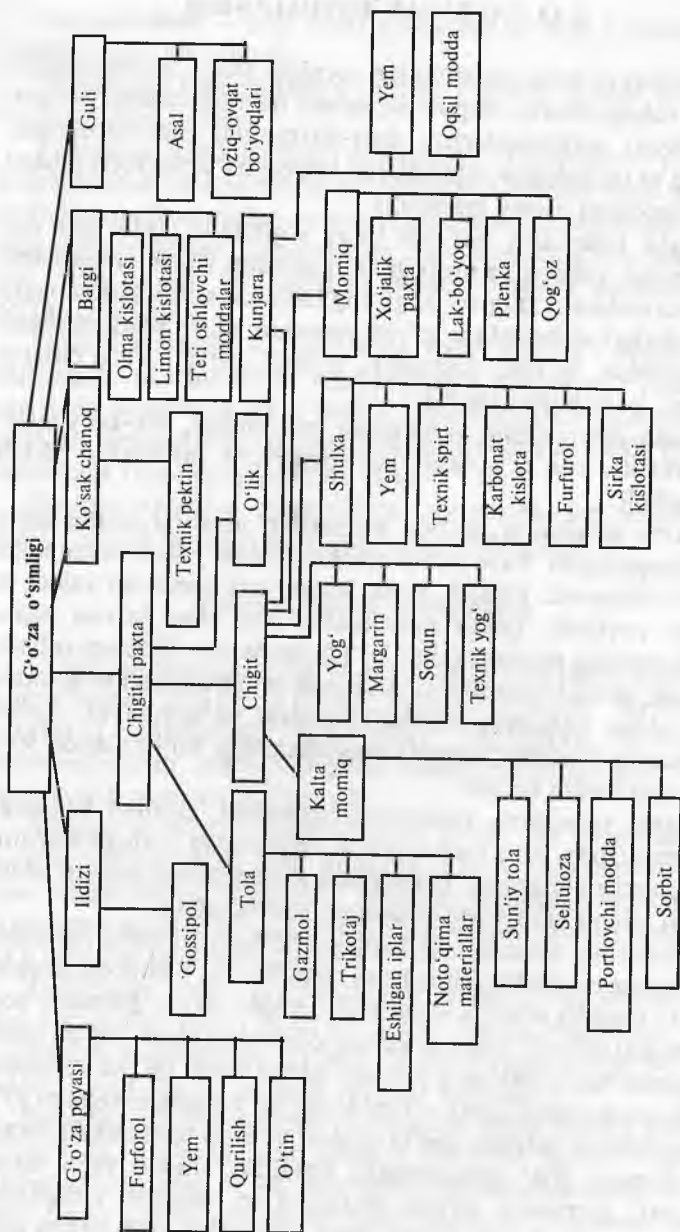 G'o'za o'simligi
G'o'za poyasi
Furforol
Yem
Qurilish
O'tin
Ildizi
Gossipol
Chigitli paxta
Tola
Gazmol
Trikotaj
Eshilgan iplar
Noto'qima
materiallar
Chigit
Kalta
momiq
Sun'iy tola
Selluloza
Portlovchi modda
Sorbit
Yog'
Margarin
Sovun
Texnik yog'
Shulxa
Yem
Texnik spirt
Karbonat
kislota
Furfurol
Sirka
kislotasi
Momiq
Xo'jalik
paxta
Lak-bo'yoq
Plenka
Qog'oz
Kunjara
Yem
Oqsil modda
O'lik
Ko'sak chanoq
Texnik pektin
Bargi
Olma kislotasi
Limon kislotasi
Teri oshlovchi
moddalar
Guli
Asal
Oziq-ovqat
bo'yoqlari